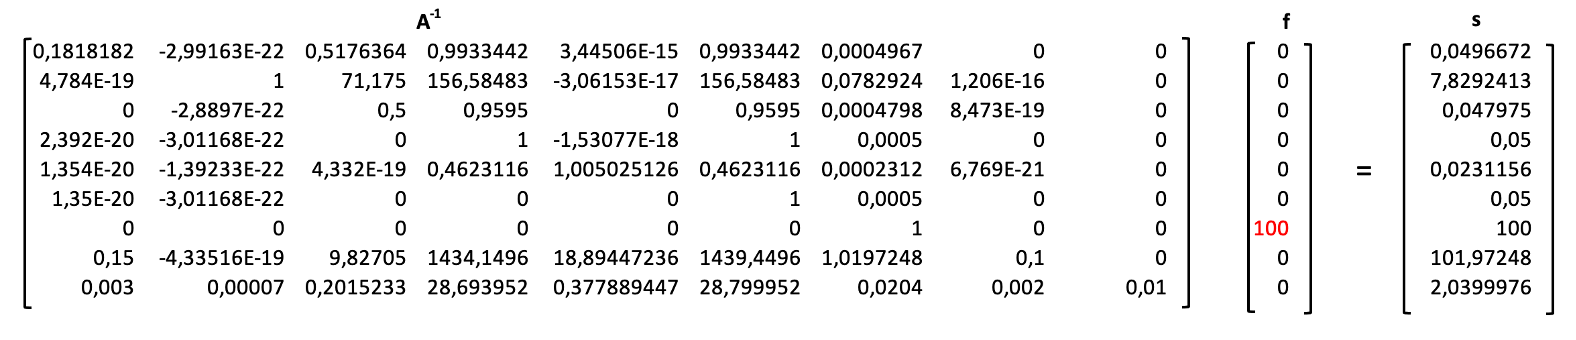 A-1 f s
0,1818182 -2,99163E-22 0,5176364 0,9933442 3,44506E-15 0,9933442 0,0004967 0 0 0 0,0496672
4,784E-19 1 71,175 156,58483 -3,06153E-17 156,58483 0,0782924 1,206E-16 0 0 7,8292413
0 -2,8897E-22 0,5 0,9595 0 0,9595 0,0004798 8,473E-19 0 0 0,047975
2,392E-20 -3,01168E-22 0 1 -1,53077E-18 1 0,0005 0 0 0 0,05
1,354E-20 -1,39233E-22 4,332E-19 0,4623116 1,005025126 0,4623116 0,0002312 6,769E-21 0 0 = 0,0231156
1,35E-20 -3,01168E-22 0 0 0 1 0,0005 0 0 0 0,05
0 0 0 0 0 0 1 0 0 100 100
0,15 -4,33516E-19 9,82705 1434,1496 18,89447236 1439,4496 1,0197248 0,1 0 0 101,97248
0,003 0,00007 0,2015233 28,693952 0,377889447 28,799952 0,0204 0,002 0,01 0 2,0399976